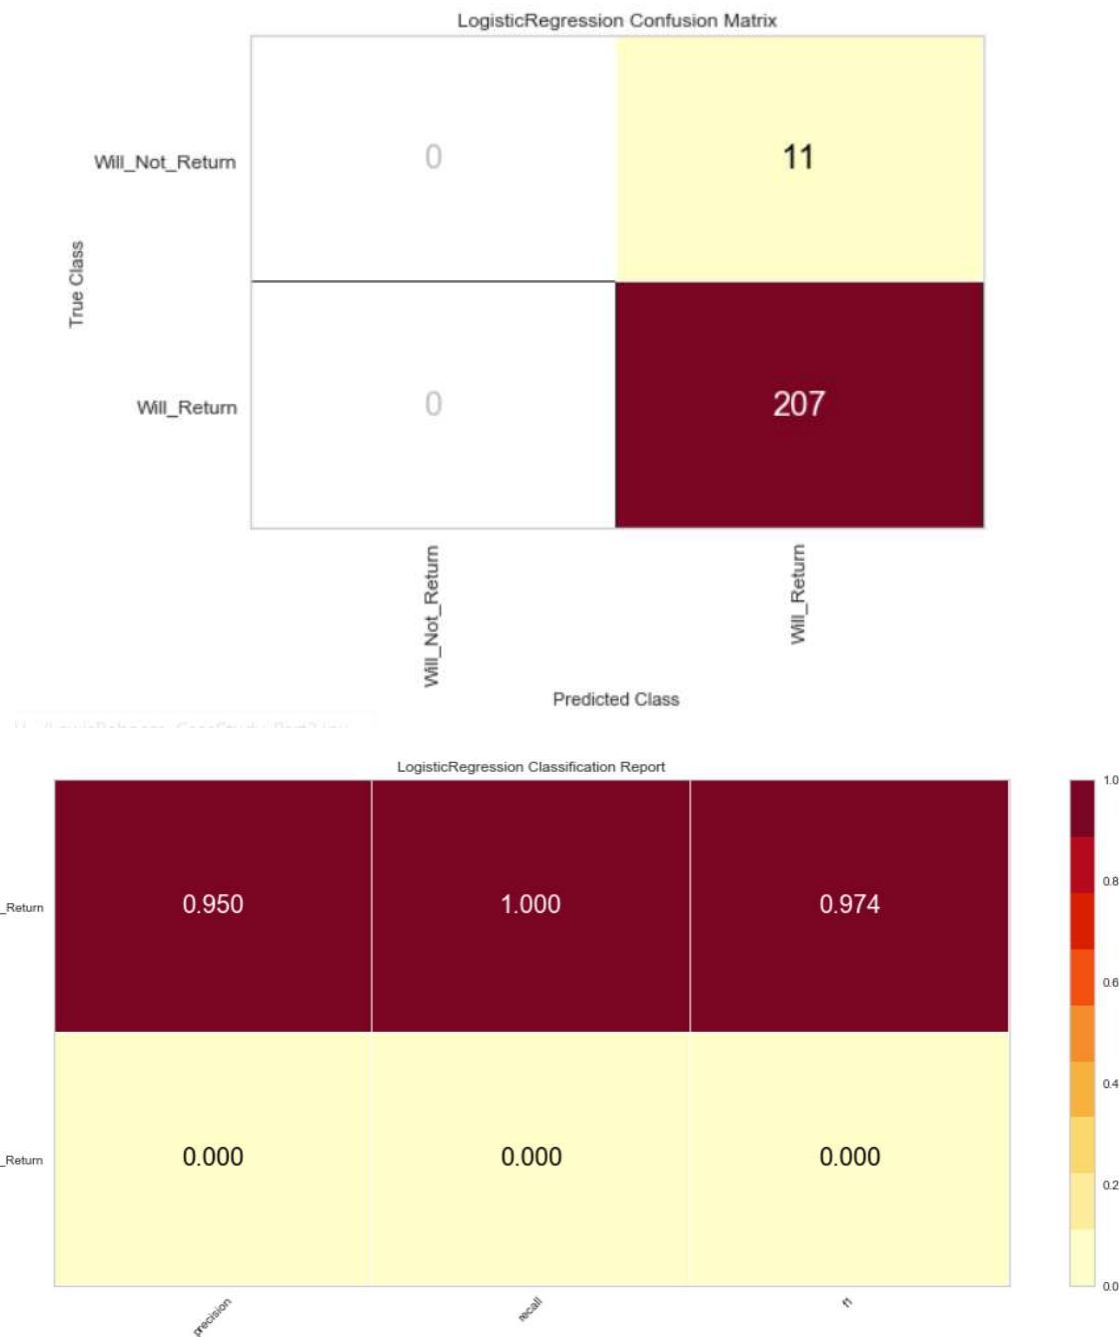 LogisticRegression Confusion Matrix
Will_Not_Return
0
11
True Class
Will_Return
0
207
Will_Not_Return
Will_Return
Predicted Class
LogisticRegression Classification Report
1.0
_Return
0.950
1.000
0.974
0.8
0.6
0.4
_Return
0.000
0.000
0.000
0.2
0.0
precision
recall
f1